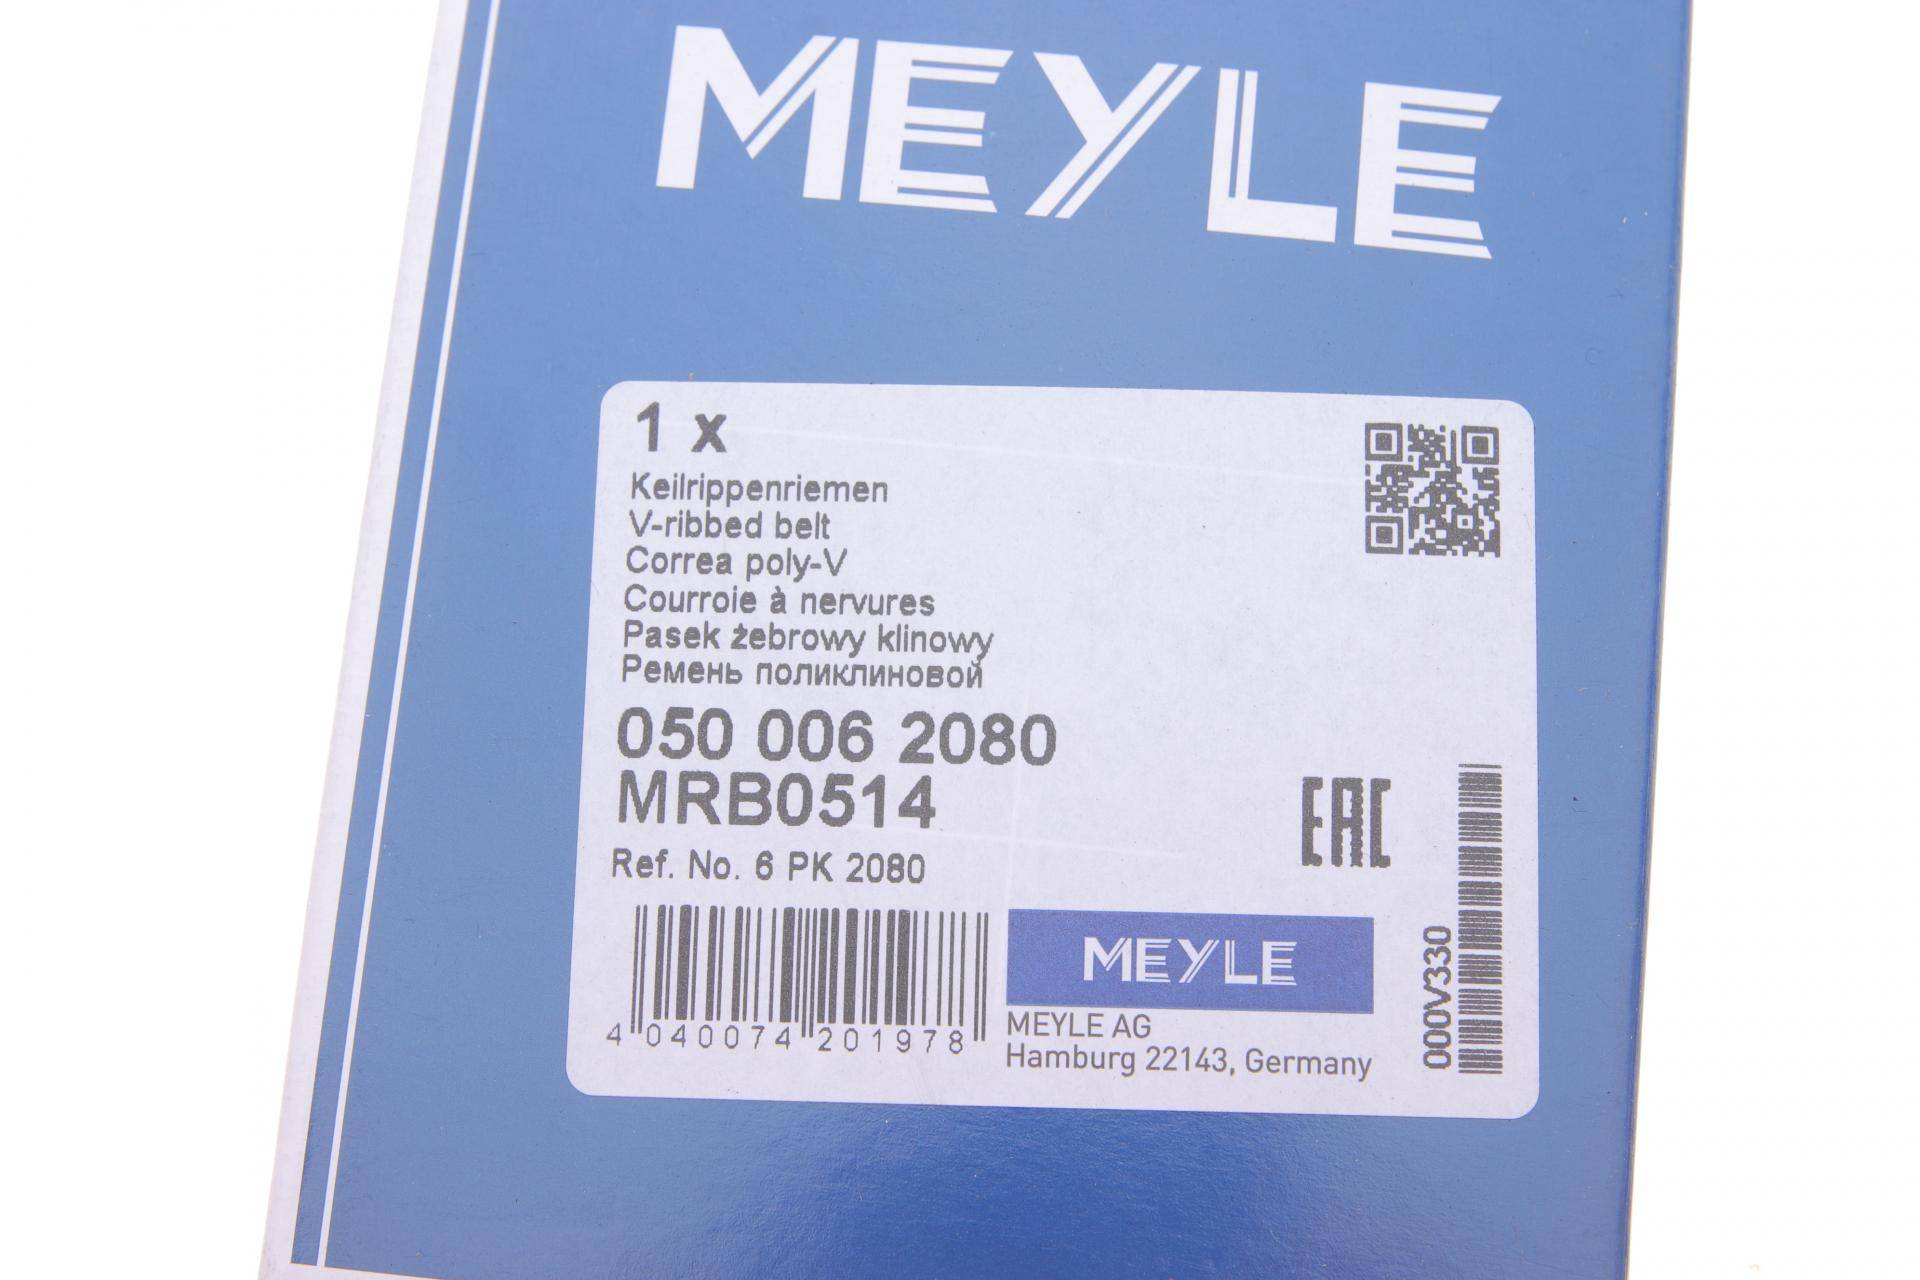 MEYLE
1 x
Keilrippenriemen
V-ribbed belt
Correa poly-V
Courroie à nervures
Pasek żebrowy klinowy
Ремень поликлиновой
050 006 2080
MRB0514
Ref. No. 6 PK 2080
EAC
4 040074 201978
MEYLE
MEYLE AG
Hamburg 22143, Germany
000V330